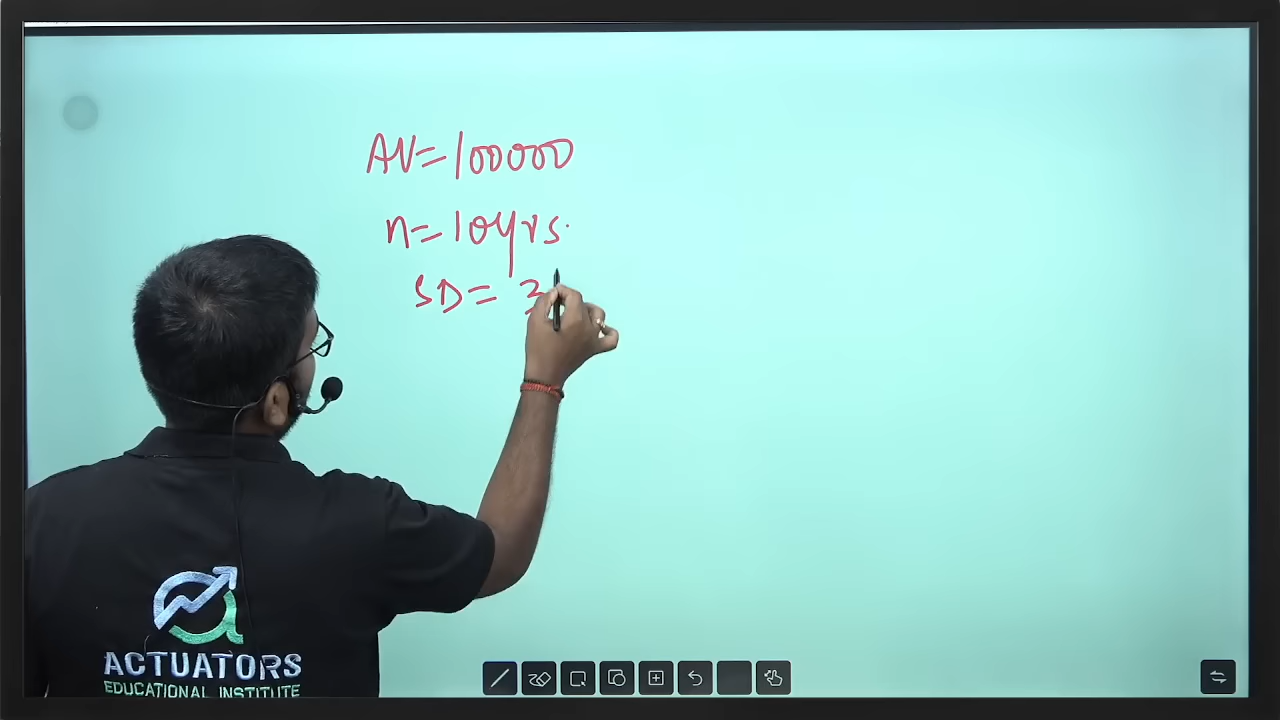 AV=100000
n=10yrs.
SD= 3
ACTUATORS
EDUCATIONAL INSTITUTE